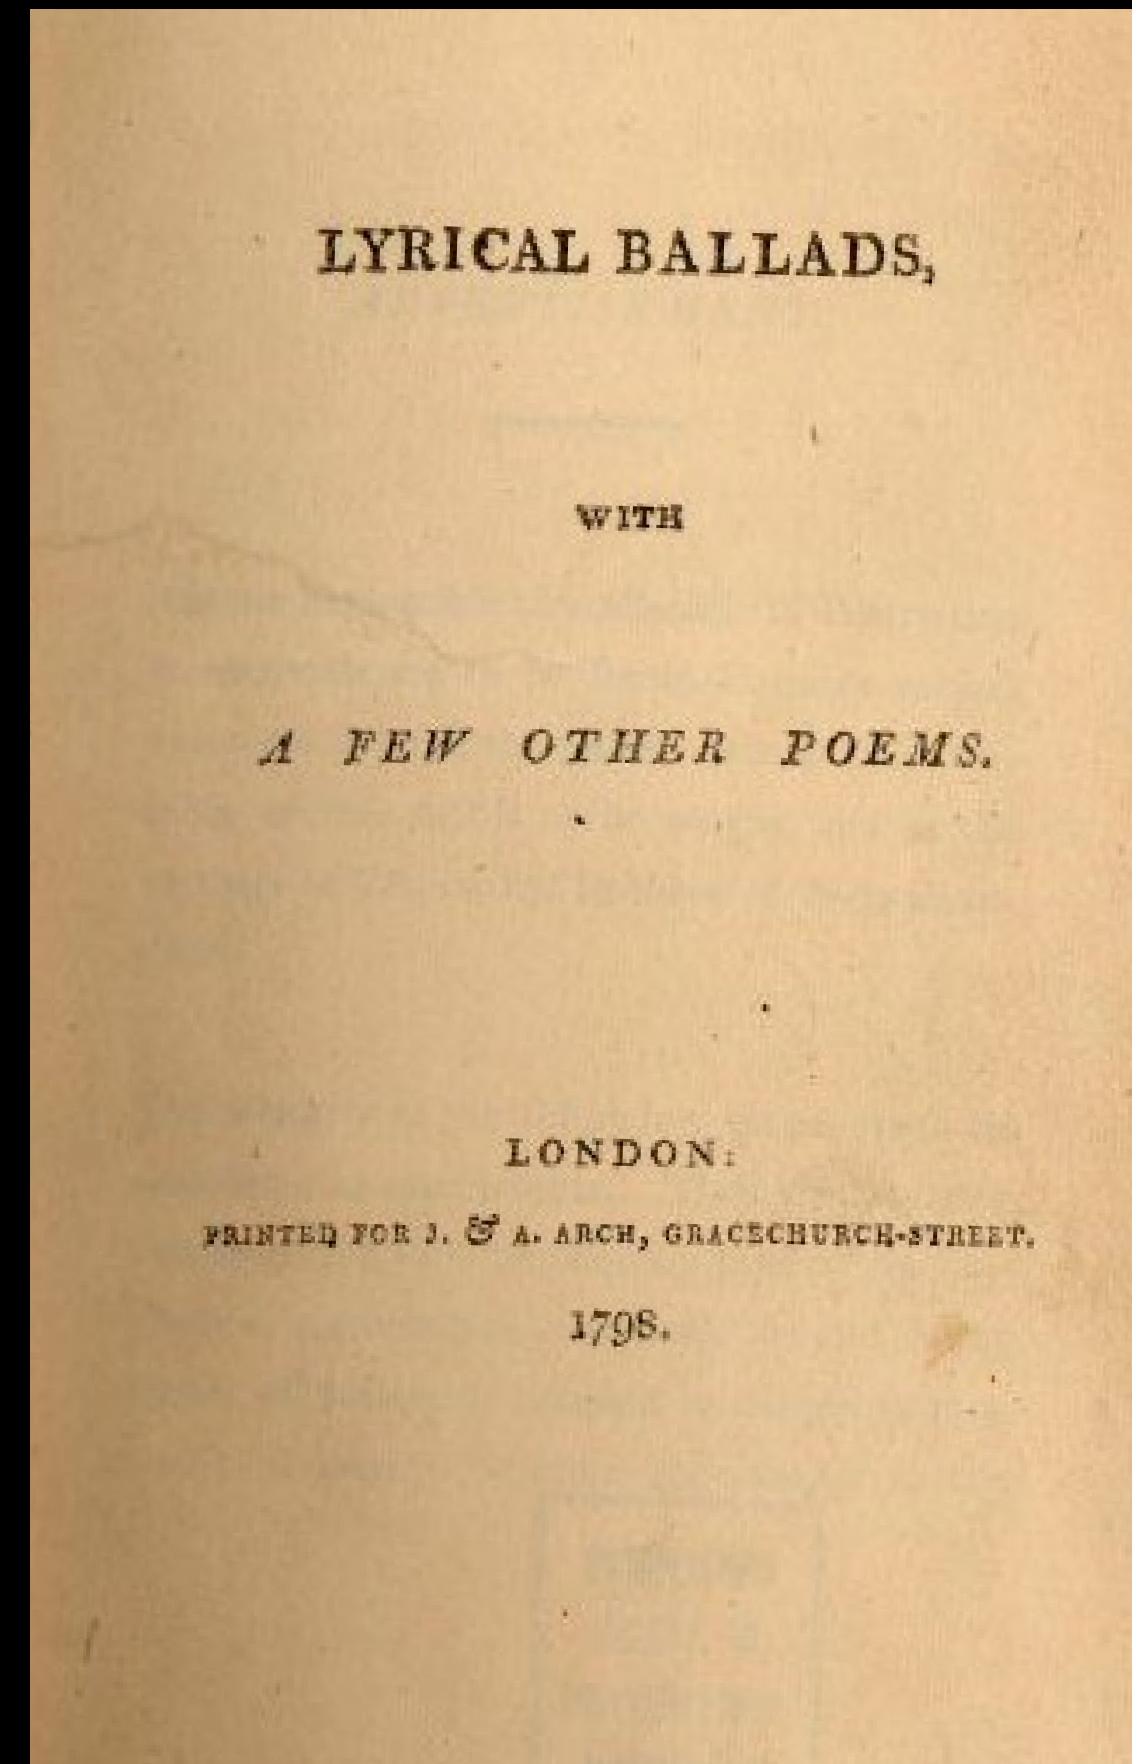 LYRICAL BALLADS,
WITH
A FEW OTHER POEMS.
LONDON:
PRINTED FOR J. & A. ARCH, GRACECHURCH-STREET.
1798.